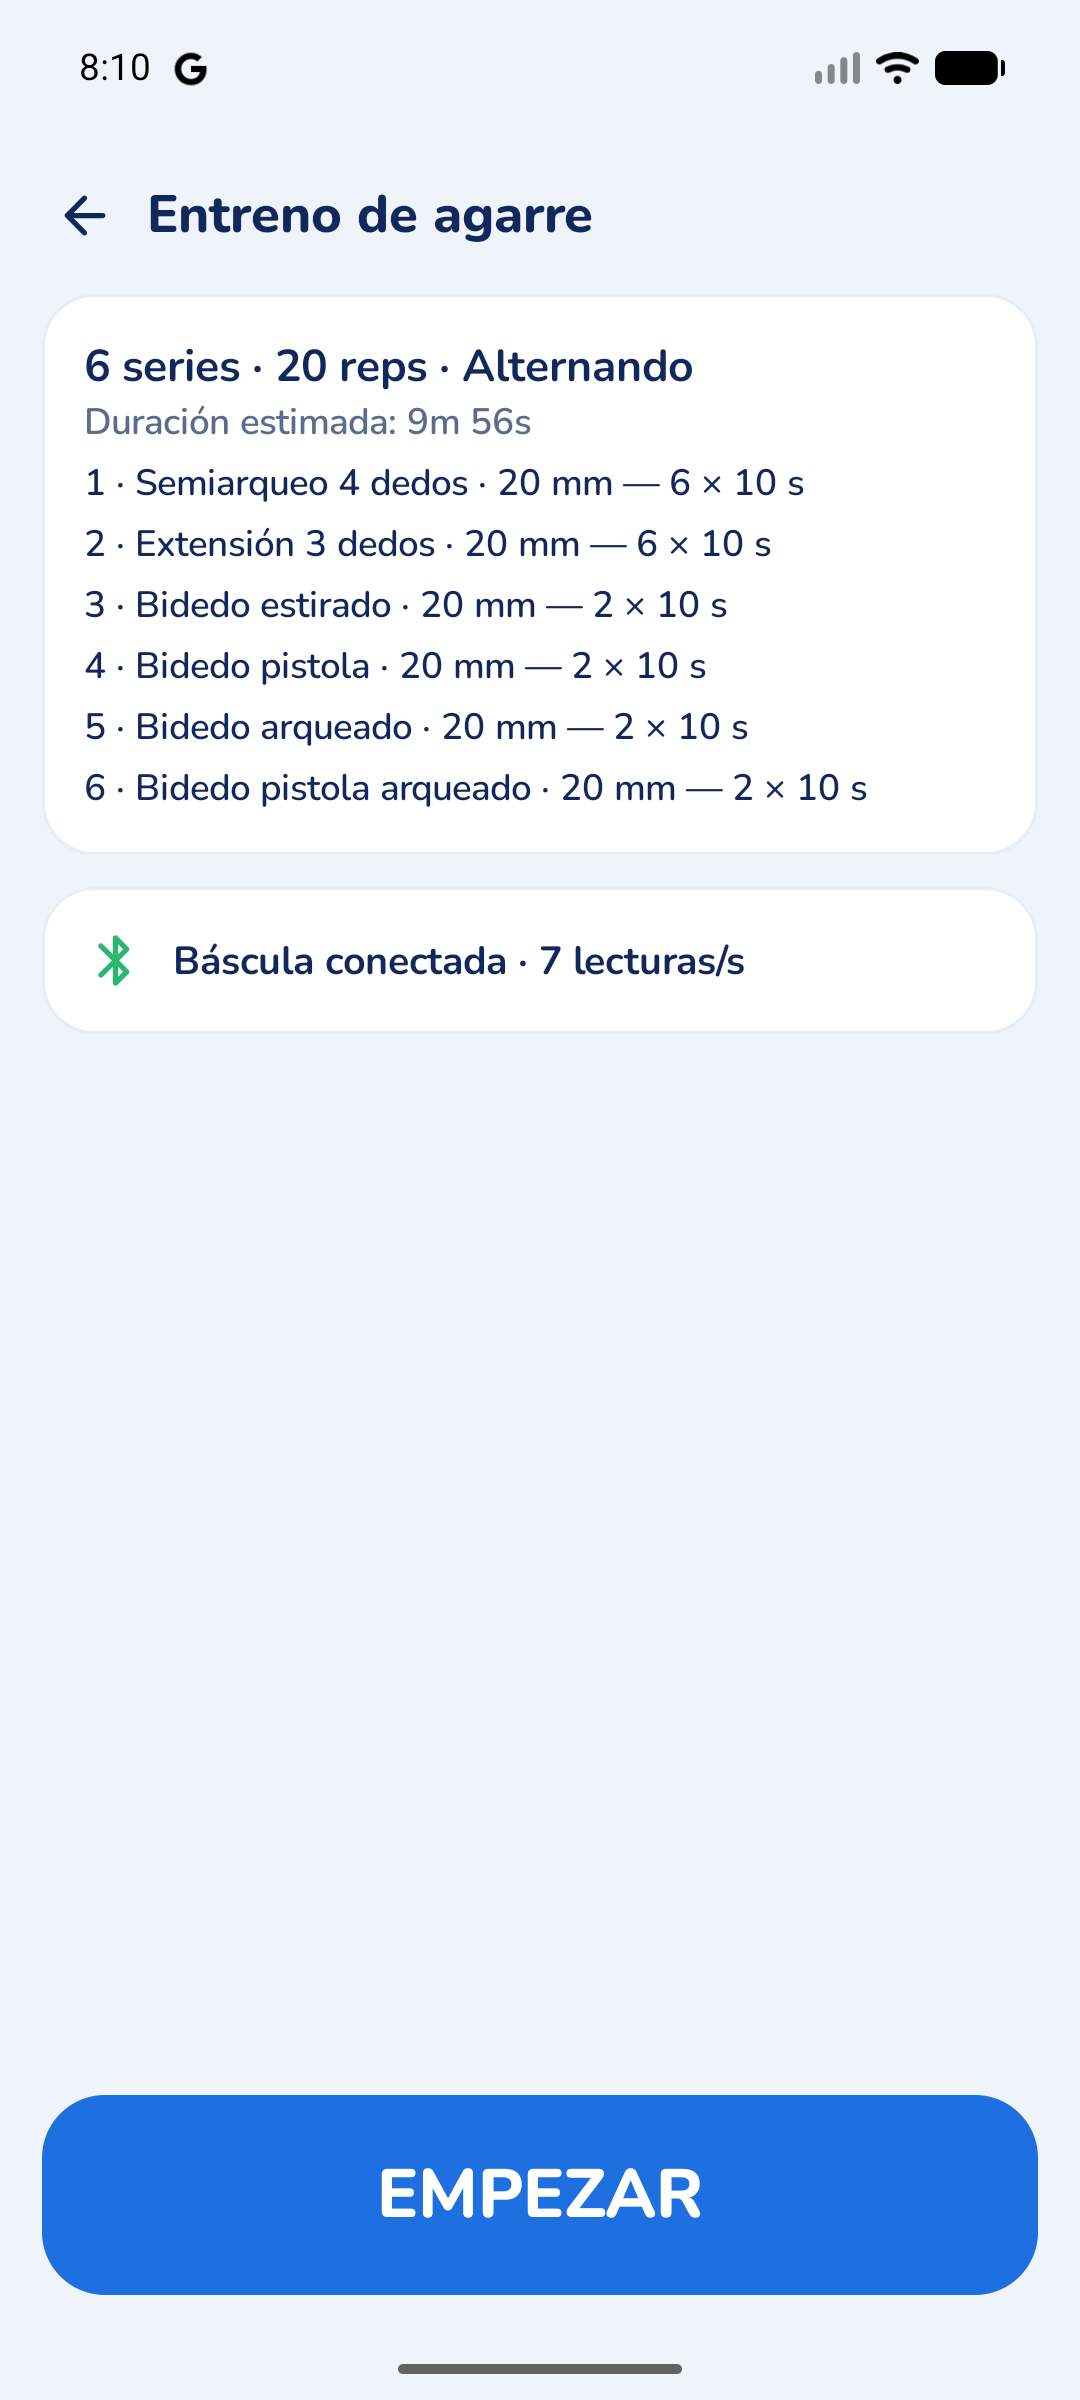 8:10 G
Entreno de agarre
6 series · 20 reps · Alternando
Duración estimada: 9m 56s
1 · Semiarqueo 4 dedos · 20 mm — 6 × 10 s
2 · Extensión 3 dedos · 20 mm — 6 × 10 s
3 · Bidedo estirado · 20 mm — 2 × 10 s
4 · Bidedo pistola · 20 mm — 2 × 10 s
5 · Bidedo arqueado · 20 mm — 2 × 10 s
6 · Bidedo pistola arqueado · 20 mm — 2 × 10 s
Báscula conectada · 7 lecturas/s
EMPEZAR